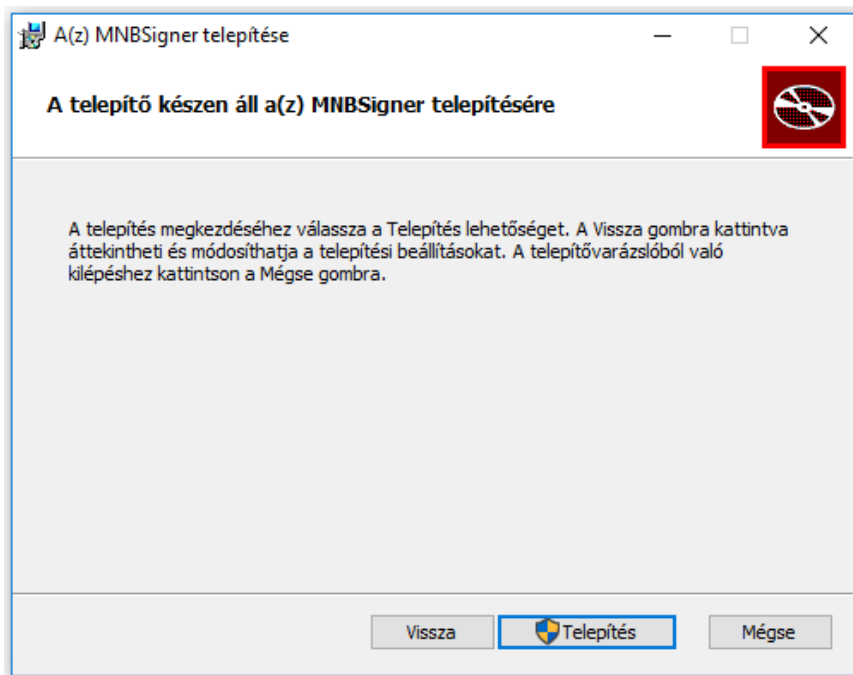 A(z) MNBSigner telepítése
A telepítő készen áll a(z) MNBSigner telepítésére
A telepítés megkezdéséhez válassza a Telepítés lehetőséget. A Vissza gombra kattintva
áttekintheti és módosíthatja a telepítési beállításokat. A telepítővarázslóból való
kilépéshez kattintson a Mégse gombra.
Vissza
Telepítés
Mégse